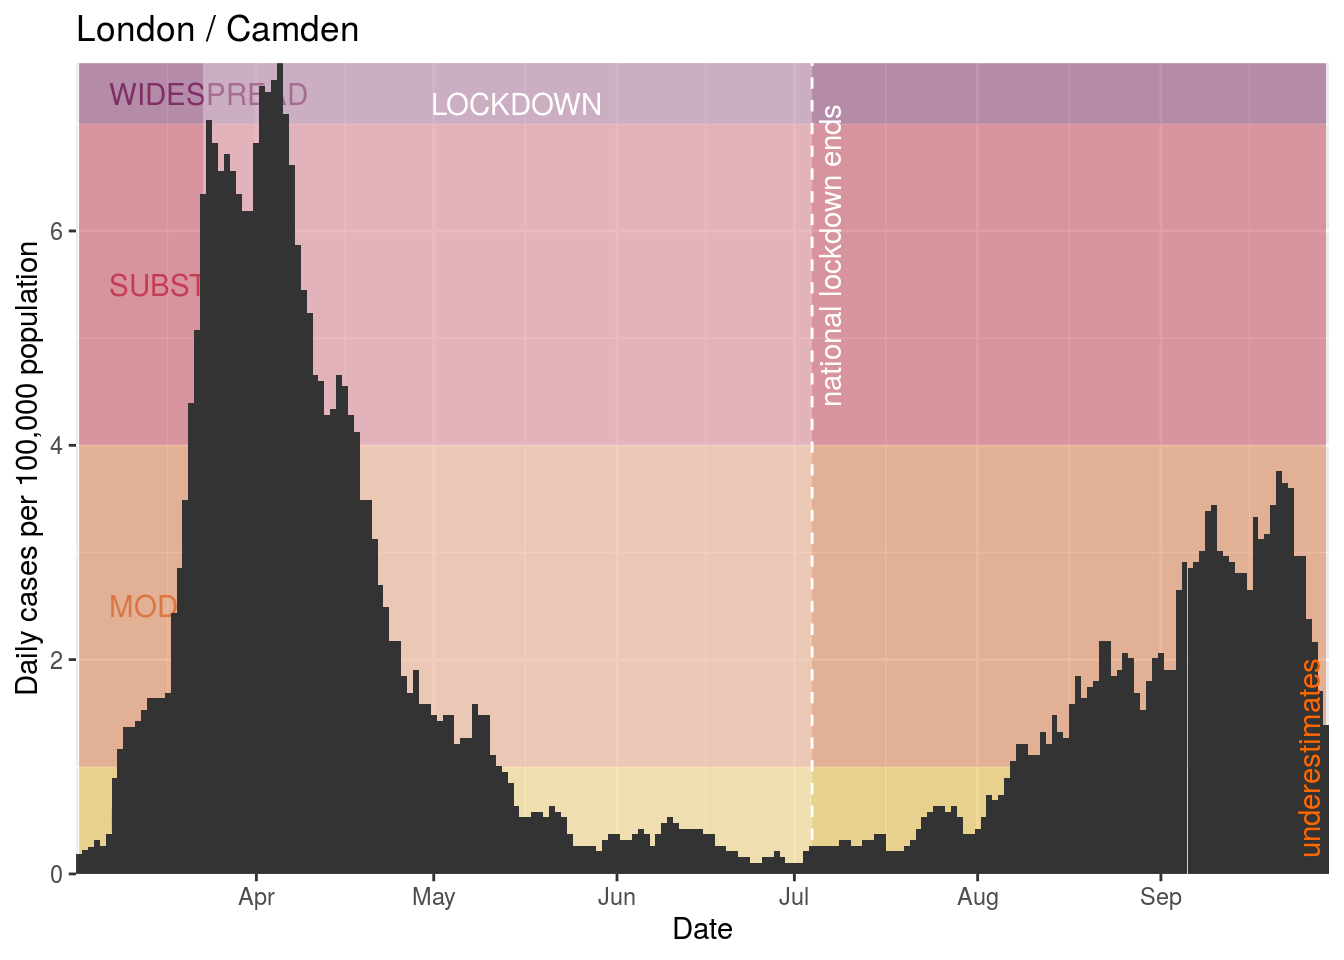 London / Camden
WIDESPREAD
LOCKDOWN
national lockdown ends
SUBST
MOD
underestimates
Daily cases per 100,000 population
6
4
2
0
Apr
May
Jun
Jul
Aug
Sep
Date